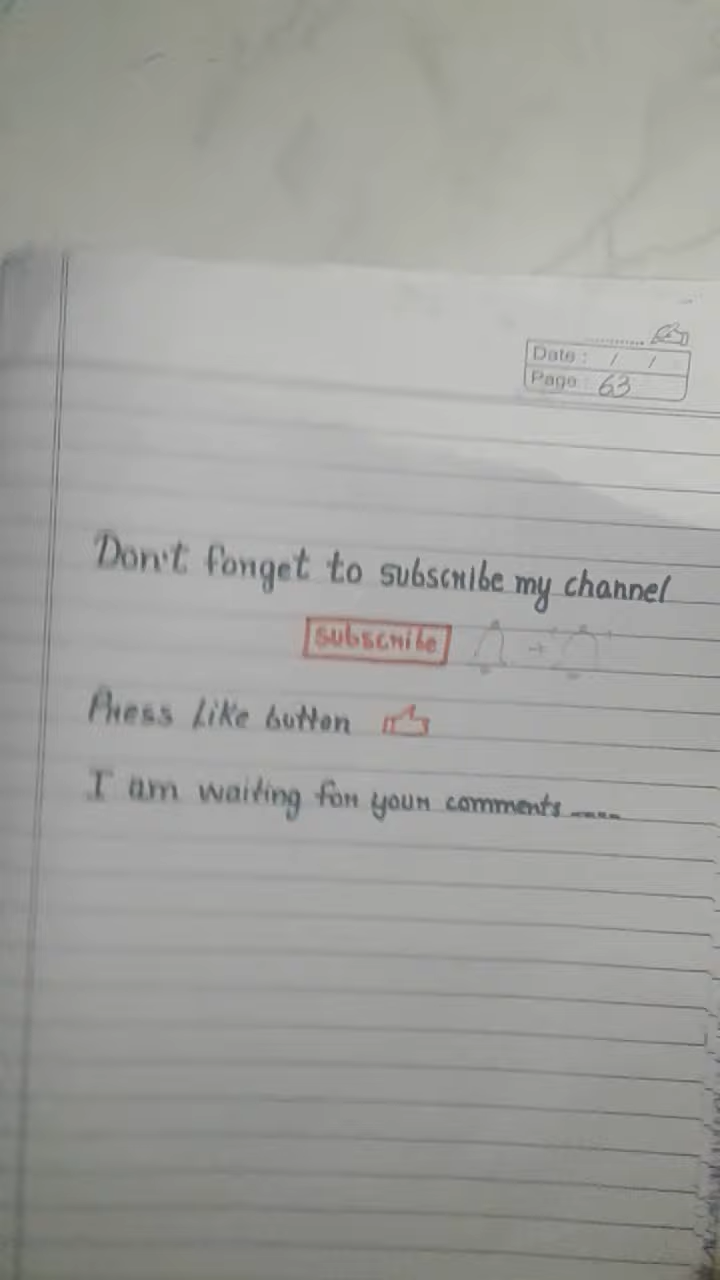 Date : / /
Page : 63
Don't forget to subscribe my channel
subscribe
Press Like button
I am waiting for your comments ----